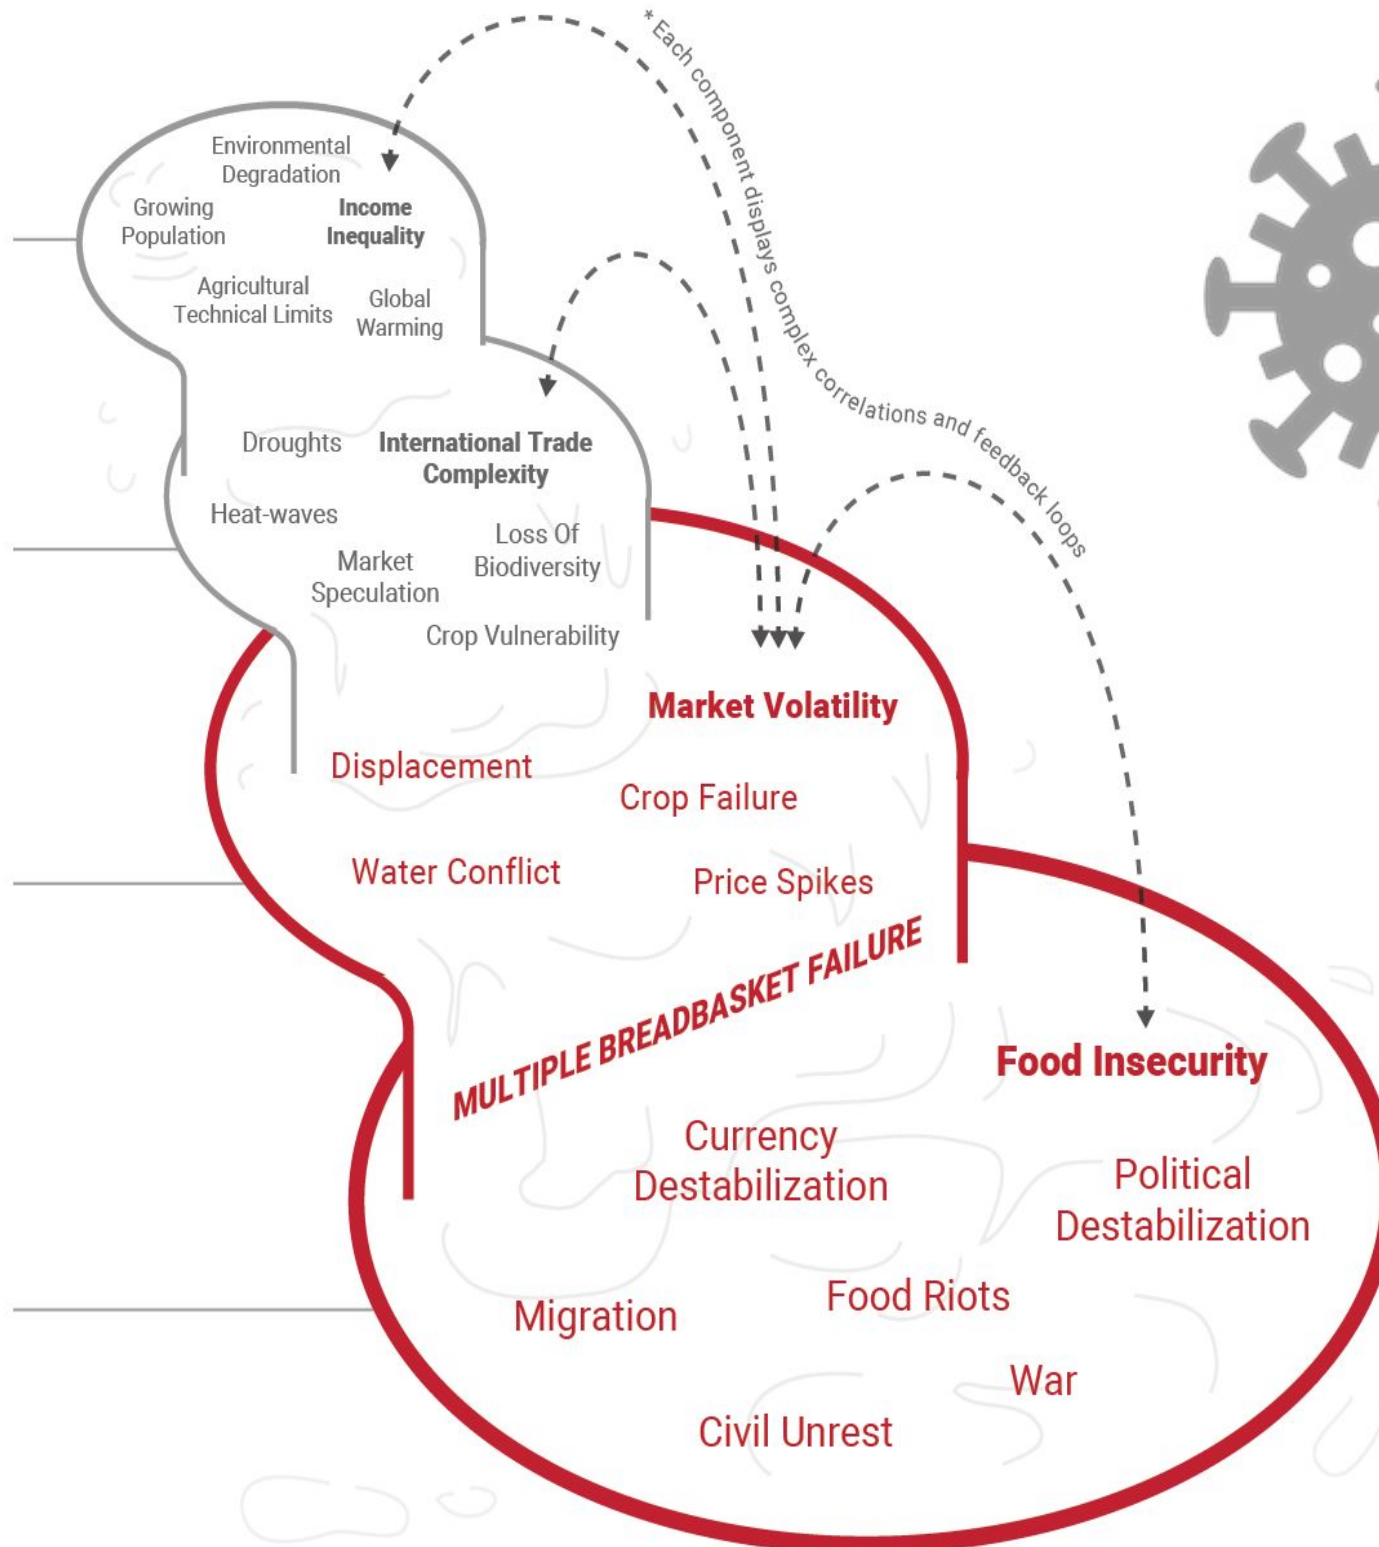 * Each component displays complex correlations and feedback loops
Environmental
Degradation
Growing
Population
Income
Inequality
Agricultural
Technical Limits
Global
Warming
Droughts
International Trade
Complexity
Heat-waves
Loss Of
Biodiversity
Market
Speculation
Crop Vulnerability
Market Volatility
Displacement
Crop Failure
Water Conflict
Price Spikes
MULTIPLE BREADBASKET FAILURE
Food Insecurity
Currency
Destabilization
Political
Destabilization
Migration
Food Riots
War
Civil Unrest